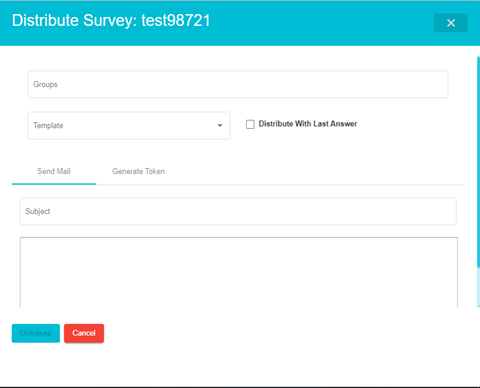 Distribute Survey: test98721
Groups
Template
Distribute With Last Answer
Send Mail
Generate Token
Subject
Distribute
Cancel